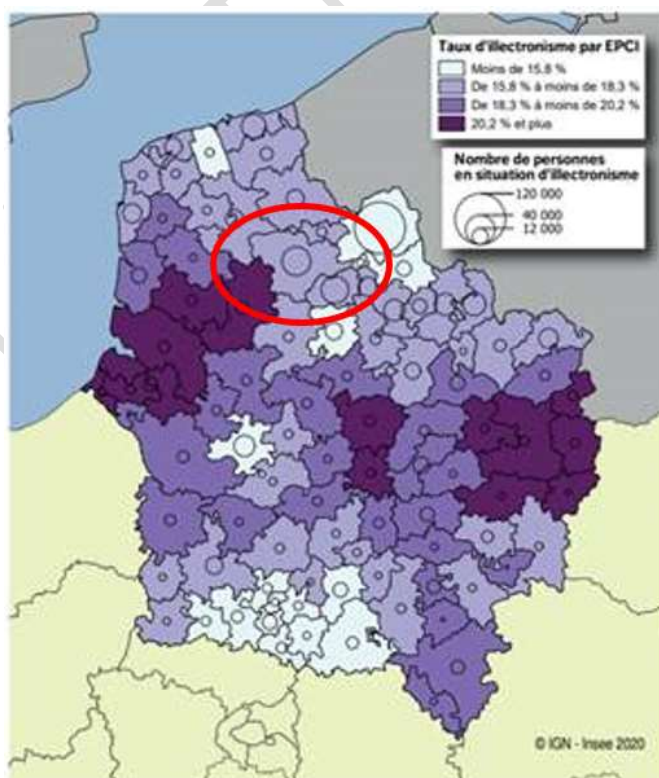 Taux d'illectronisme par EPCI
Moins de 15,8 %
De 15,8 % à moins de 18,3 %
De 18,3 % à moins de 20,2 %
20,2 % et plus
Nombre de personnes
en situation d'illectronisme
120 000
40 000
12 000
© IGN - Insee 2020